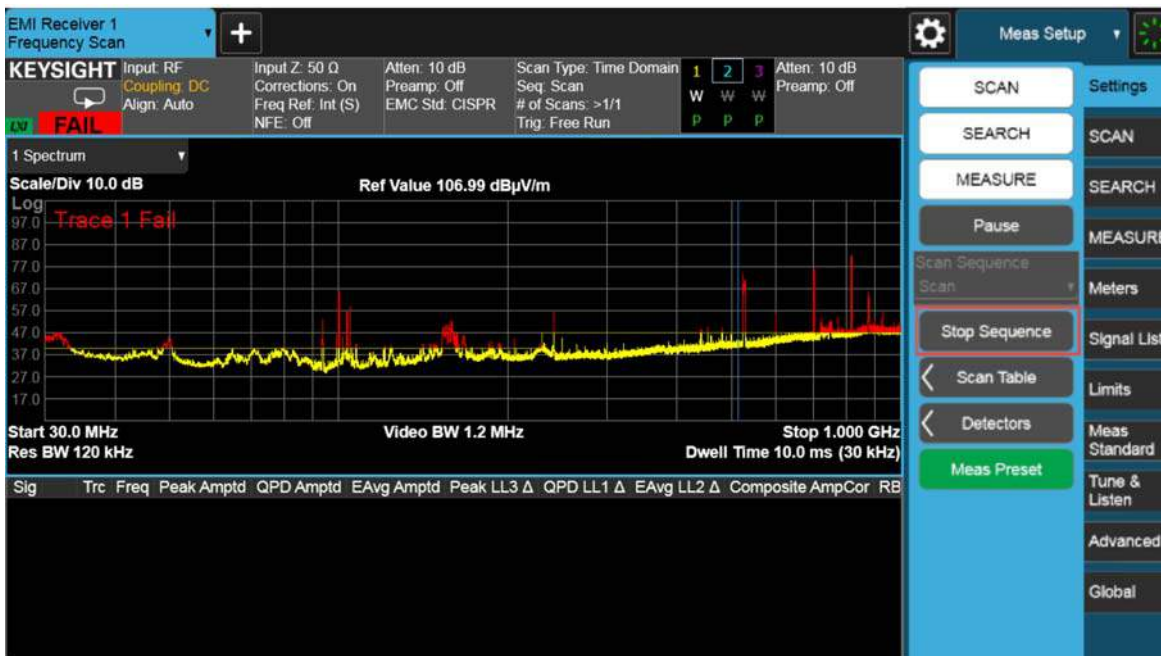 EMI Receiver 1
Frequency Scan
+
Meas Setup
KEYSIGHT
LXI
FAIL
Input: RF
Coupling: DC
Align: Auto
Input Z: 50 Ω
Corrections: On
Freq Ref: Int (S)
NFE: Off
Atten: 10 dB
Preamp: Off
EMC Std: CISPR
Scan Type: Time Domain
Seq: Scan
# of Scans: >1/1
Trig: Free Run
1 2 3
W W W
P P P
Atten: 10 dB
Preamp: Off
1 Spectrum
Scale/Div 10.0 dB
Ref Value 106.99 dBµV/m
Log
Trace 1 Fail
97.0
87.0
77.0
67.0
57.0
47.0
37.0
27.0
17.0
Start 30.0 MHz
Video BW 1.2 MHz
Stop 1.000 GHz
Res BW 120 kHz
Dwell Time 10.0 ms (30 kHz)
Sig Trc Freq Peak Amptd QPD Amptd EAvg Amptd Peak LL3 Δ QPD LL1 Δ EAvg LL2 Δ Composite AmpCor RB
SCAN
SEARCH
MEASURE
Pause
Scan Sequence
Scan
Stop Sequence
Scan Table
Detectors
Meas Preset
Settings
SCAN
SEARCH
MEASURE
Meters
Signal List
Limits
Meas
Standard
Tune &
Listen
Advanced
Global